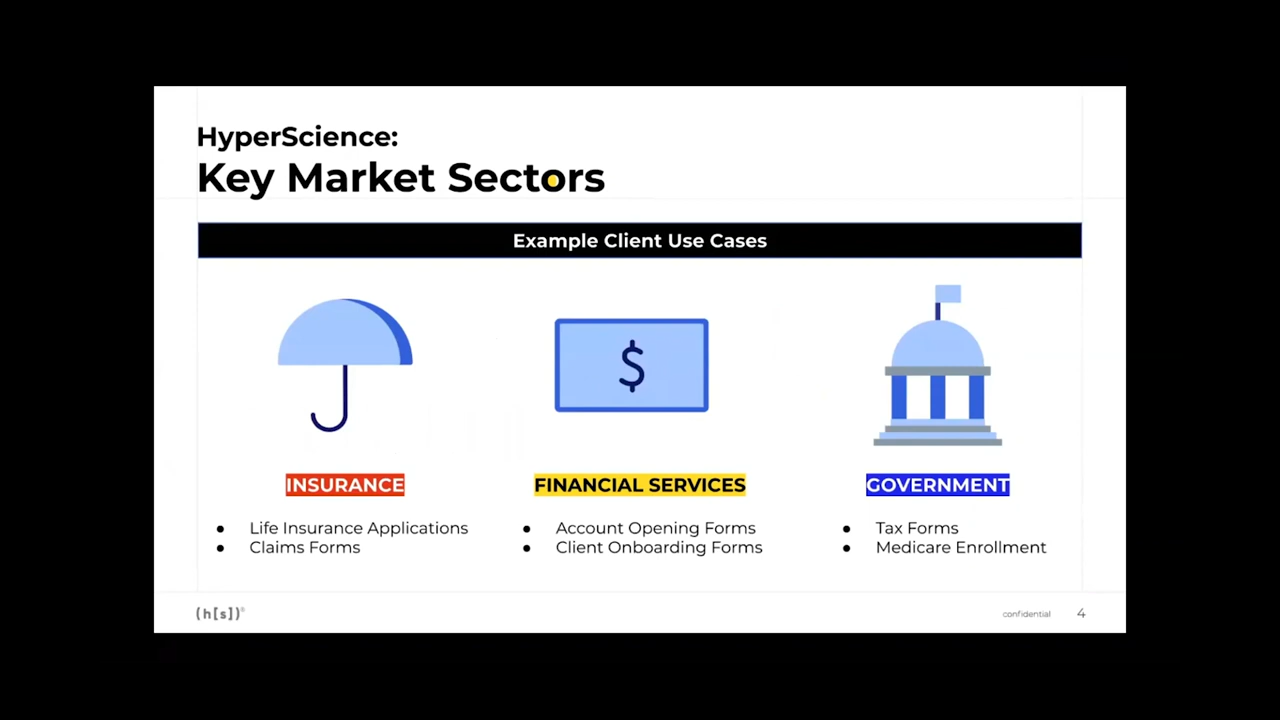 HyperScience:
Key Market Sectors
Example Client Use Cases
$
INSURANCE
● Life Insurance Applications
● Claims Forms
FINANCIAL SERVICES
● Account Opening Forms
● Client Onboarding Forms
GOVERNMENT
● Tax Forms
● Medicare Enrollment
(h[s])®
confidential 4